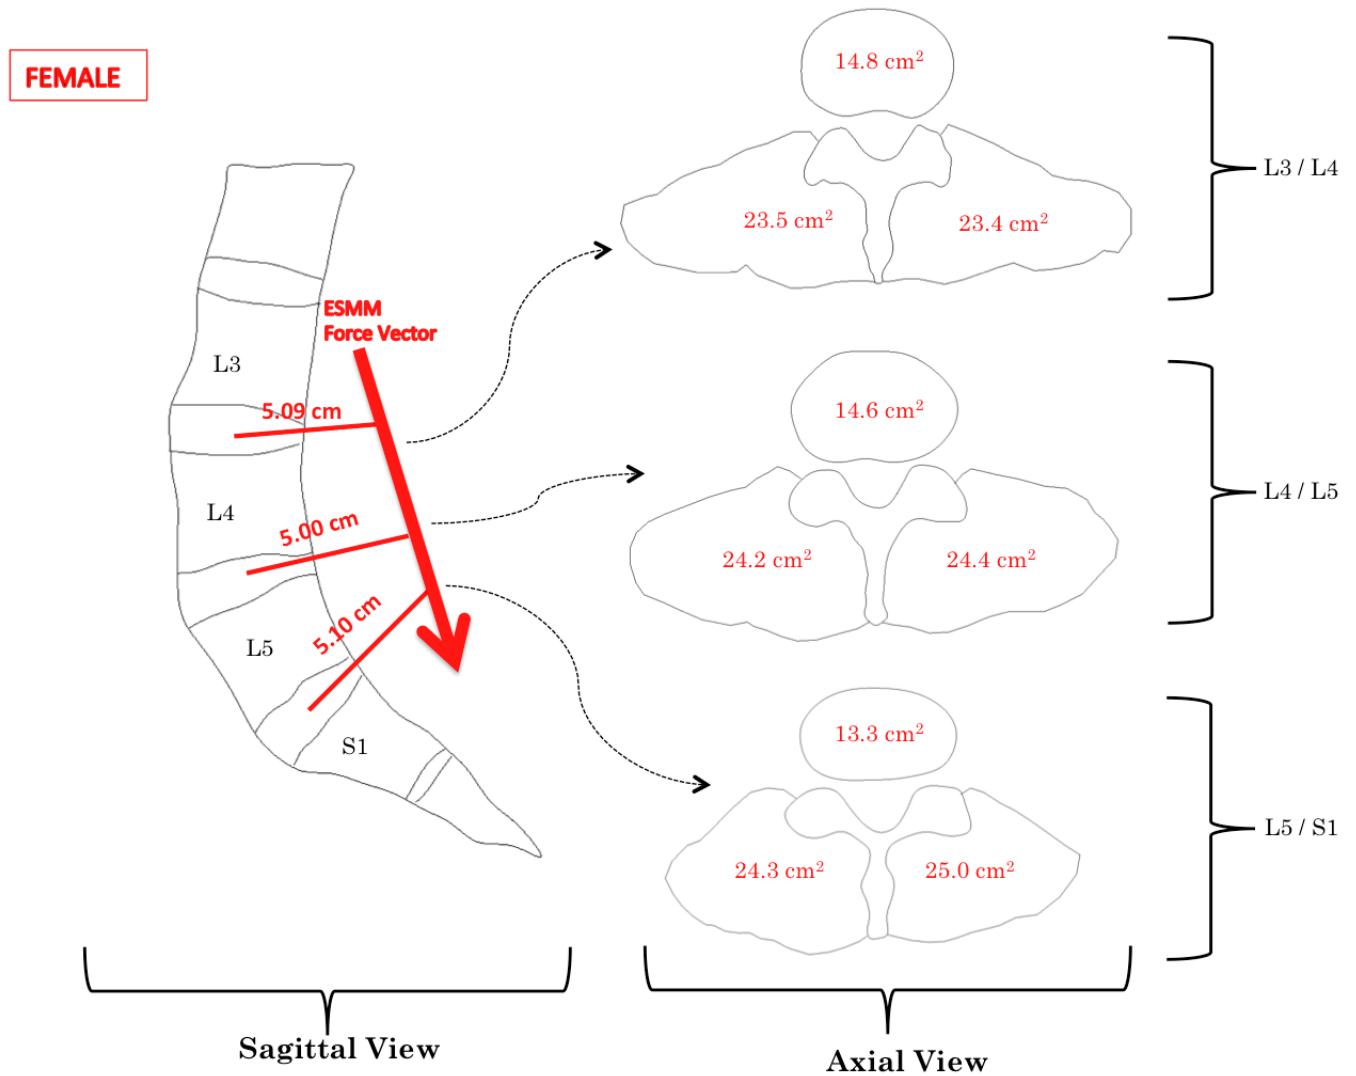 FEMALE
ESMM
Force Vector
L3
5.09 cm
L4
5.00 cm
L5
5.10 cm
S1
Sagittal View
14.8 cm²
23.5 cm²
23.4 cm²
L3 / L4
14.6 cm²
24.2 cm²
24.4 cm²
L4 / L5
13.3 cm²
24.3 cm²
25.0 cm²
L5 / S1
Axial View